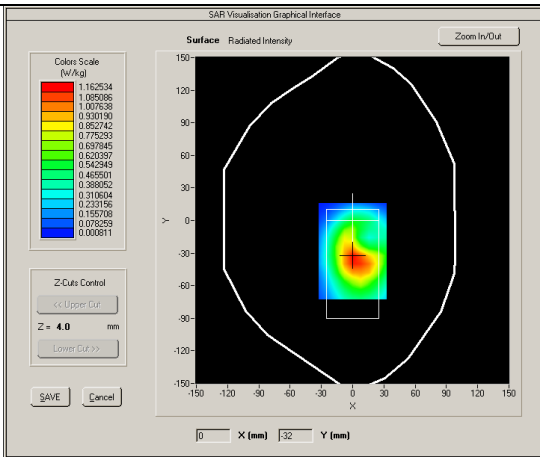 SAR Visualisation Graphical Interface
Surface Radiated Intensity
Zoom In/Out
Colors Scale
(W/kg)
1.162534
1.085086
1.007638
0.930190
0.852742
0.775293
0.697845
0.620397
0.542949
0.465501
0.388052
0.310604
0.233156
0.155708
0.078259
0.000811
Z-Cuts Control
<< Upper Cut
Z = 4.0 mm
Lower Cut >>
SAVE Cancel
150
120
90
60
30
0
-30
-60
-90
-120
-150
Y
-150 -120 -90 -60 -30 0 30 60 90 120 150
X
0 X (mm) -32 Y (mm)